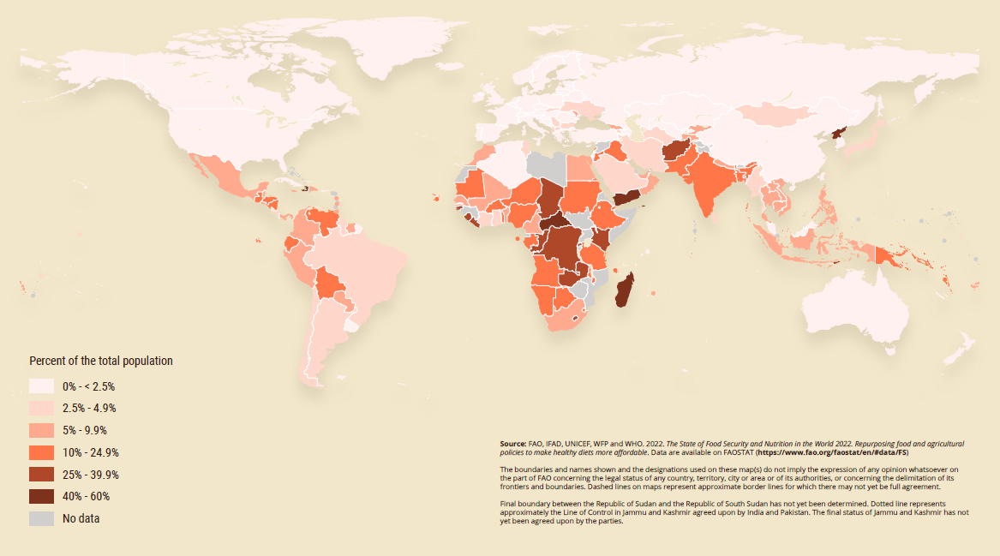 Percent of the total population
0% - < 2.5%
2.5% - 4.9%
5% - 9.9%
10% - 24.9%
25% - 39.9%
40% - 60%
No data
Source: FAO, IFAD, UNICEF, WFP and WHO. 2022. The State of Food Security and Nutrition in the World 2022. Repurposing food and agricultural
policies to make healthy diets more affordable. Data are available on FAOSTAT (https://www.fao.org/faostat/en/#data/FS)
The boundaries and names shown and the designations used on these map(s) do not imply the expression of any opinion whatsoever on
the part of FAO concerning the legal status of any country, territory, city or area or of its authorities, or concerning the delimitation of its
frontiers and boundaries. Dashed lines on maps represent approximate border lines for which there may not yet be full agreement.
Final boundary between the Republic of Sudan and the Republic of South Sudan has not yet been determined. Dotted line represents
approximately the Line of Control in Jammu and Kashmir agreed upon by India and Pakistan. The final status of Jammu and Kashmir has not
yet been agreed upon by the parties.